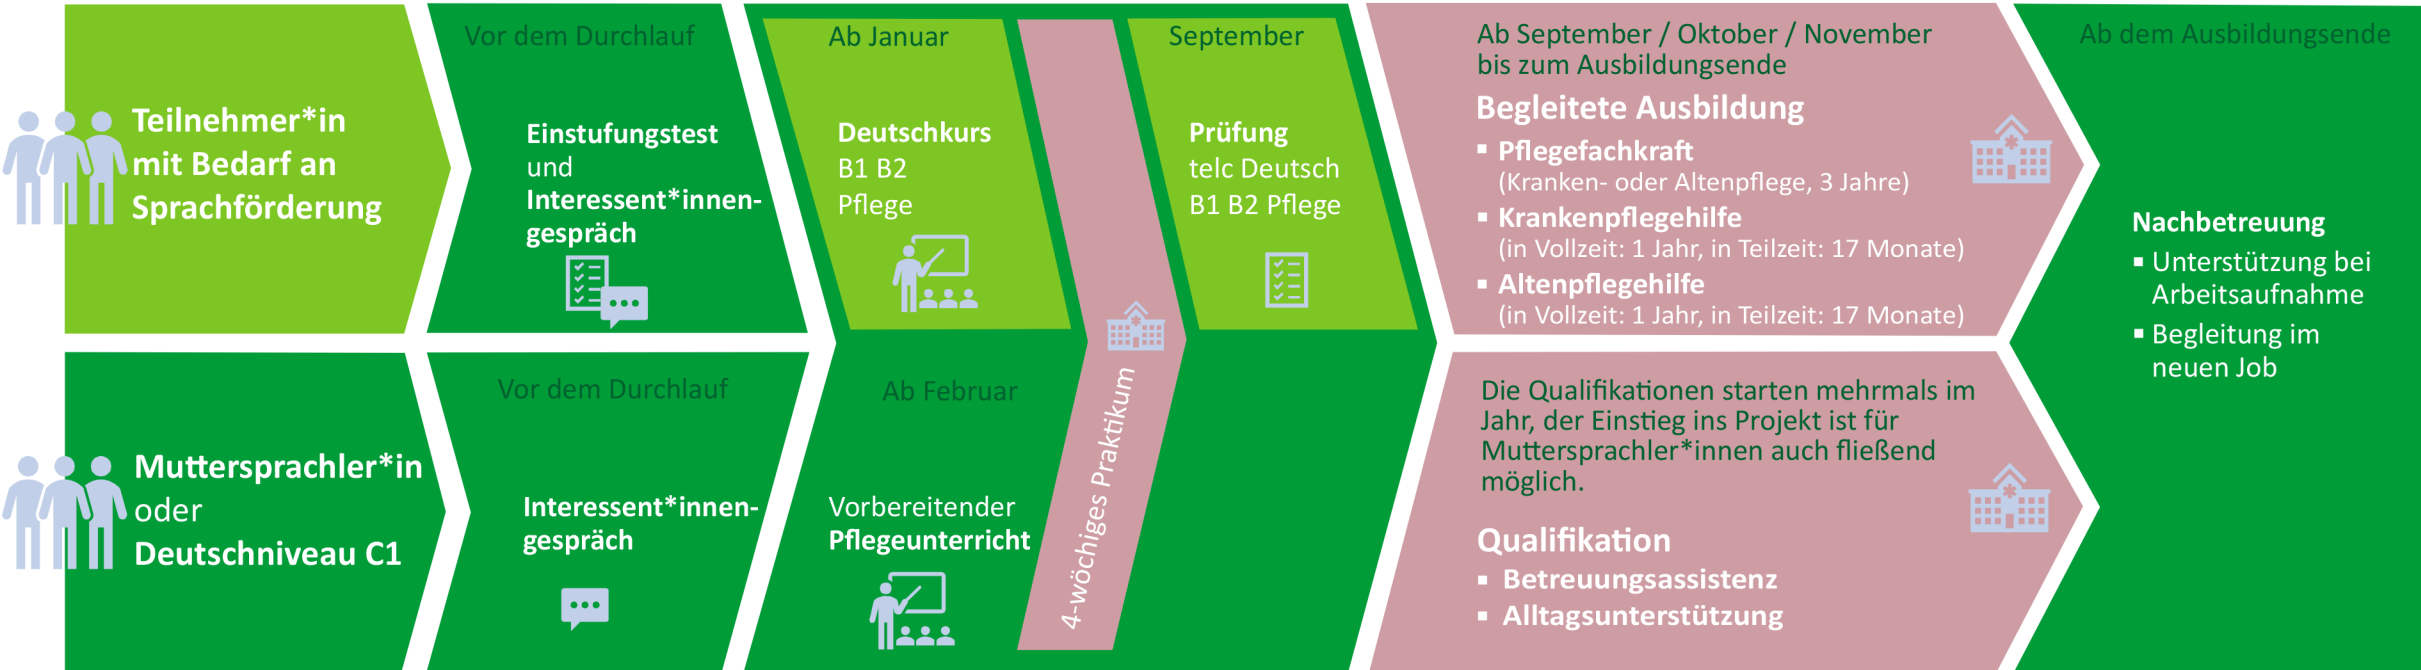 Teilnehmer*in
mit Bedarf an
Sprachförderung
Vor dem Durchlauf
Einstufungstest
und
Interessent*innen-
gespräch
Ab Januar
Deutschkurs
B1 B2
Pflege
September
Prüfung
telc Deutsch
B1 B2 Pflege
Ab September / Oktober / November
bis zum Ausbildungsende
Begleitete Ausbildung
▪ Pflegefachkraft
(Kranken- oder Altenpflege, 3 Jahre)
▪ Krankenpflegehilfe
(in Vollzeit: 1 Jahr, in Teilzeit: 17 Monate)
▪ Altenpflegehilfe
(in Vollzeit: 1 Jahr, in Teilzeit: 17 Monate)
Ab dem Ausbildungsende
Nachbetreuung
▪ Unterstützung bei
Arbeitsaufnahme
▪ Begleitung im
neuen Job
Muttersprachler*in
oder
Deutschniveau C1
Vor dem Durchlauf
Interessent*innen-
gespräch
Ab Februar
Vorbereitender
Pflegeunterricht
4-wöchiges Praktikum
Die Qualifikationen starten mehrmals im
Jahr, der Einstieg ins Projekt ist für
Muttersprachler*innen auch fließend
möglich.
Qualifikation
▪ Betreuungsassistenz
▪ Alltagsunterstützung